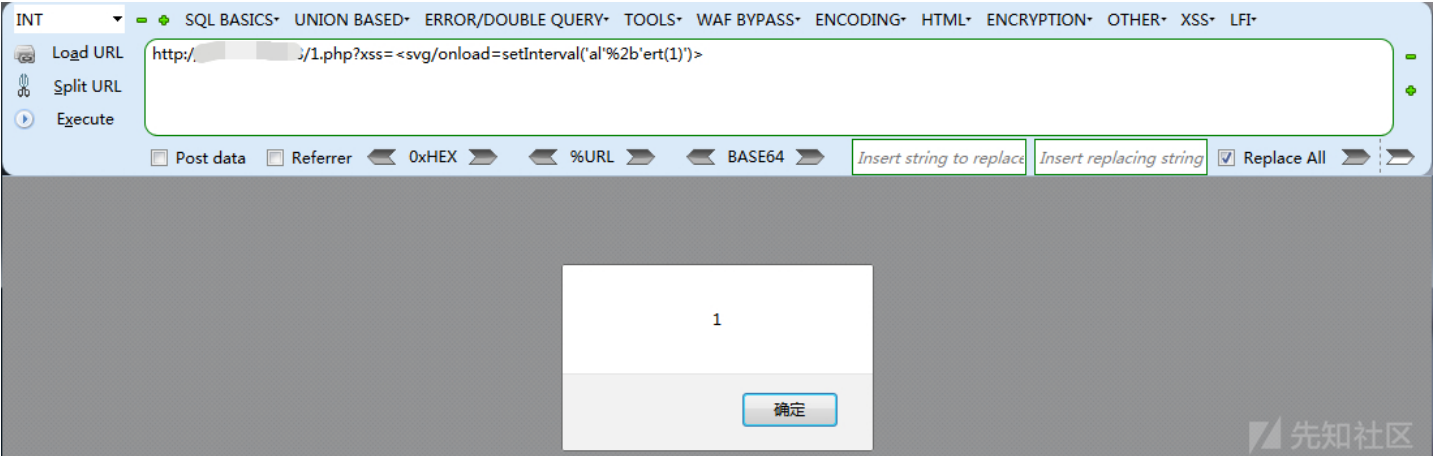 INT SQL BASICS UNION BASED ERROR/DOUBLE QUERY TOOLS WAF BYPASS ENCODING HTML ENCRYPTION OTHER XSS LFI
Load URL http:/ /1.php?xss=<svg/onload=setInterval('al'%2b'ert(1)')>
Split URL
Execute
Post data Referrer 0xHEX %URL BASE64 Insert string to replace Insert replacing string Replace All
1
确定
先知社区